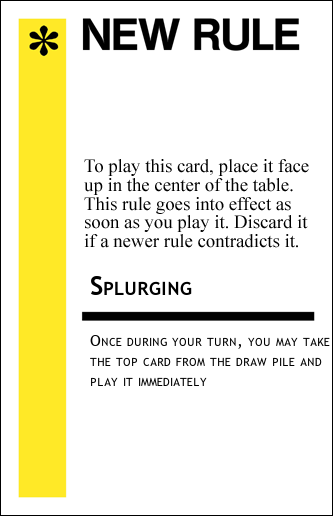 * NEW RULE
To play this card, place it face
up in the center of the table.
This rule goes into effect as
soon as you play it. Discard it
if a newer rule contradicts it.
SPLURGING
ONCE DURING YOUR TURN, YOU MAY TAKE
THE TOP CARD FROM THE DRAW PILE AND
PLAY IT IMMEDIATELY